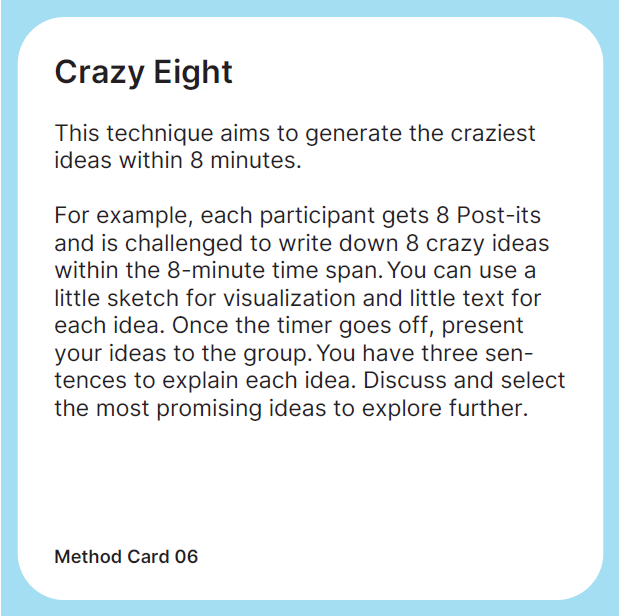 Crazy Eight
This technique aims to generate the craziest
ideas within 8 minutes.
For example, each participant gets 8 Post-its
and is challenged to write down 8 crazy ideas
within the 8-minute time span. You can use a
little sketch for visualization and little text for
each idea. Once the timer goes off, present
your ideas to the group. You have three sen-
tences to explain each idea. Discuss and select
the most promising ideas to explore further.
Method Card 06